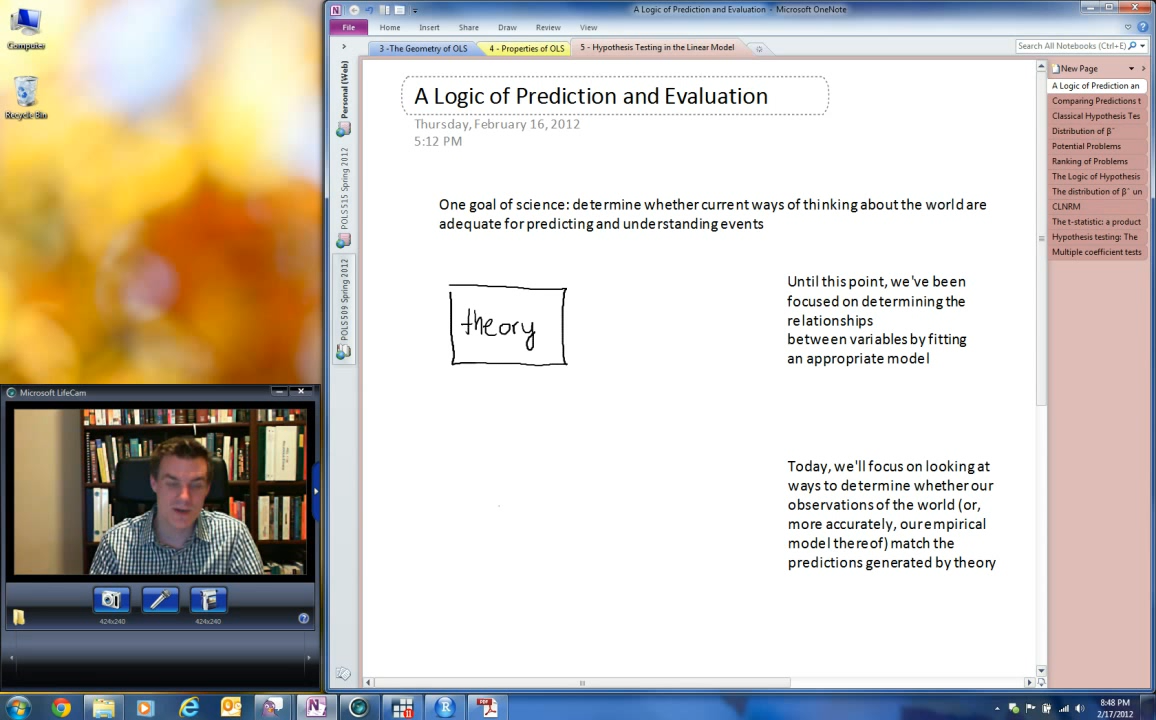 A Logic of Prediction and Evaluation – Microsoft OneNote
File
Home
Insert
Share
Draw
Review
View
Computer
Recycle Bin
3 -The Geometry of OLS
4 - Properties of OLS
5 - Hypothesis Testing in the Linear Model
Search All Notebooks (Ctrl+E)
Personal (Web)
POLS 515 Spring 2012
POLS 509 Spring 2012
New Page
A Logic of Prediction an
Comparing Predictions t
Classical Hypothesis Tes
Distribution of βˆ
Potential Problems
Ranking of Problems
The Logic of Hypothesis
The distribution of βˆ un
CLNRM
The t-statistic: a product
Hypothesis testing: The
Multiple coefficient tests
A Logic of Prediction and Evaluation
Thursday, February 16, 2012
5:12 PM
One goal of science: determine whether current ways of thinking about the world are
adequate for predicting and understanding events
theory
Until this point, we've been
focused on determining the
relationships
between variables by fitting
an appropriate model
Today, we'll focus on looking at
ways to determine whether our
observations of the world (or,
more accurately, our empirical
model thereof) match the
predictions generated by theory
Microsoft LifeCam
424x240
424x240
8:48 PM
2/17/2012